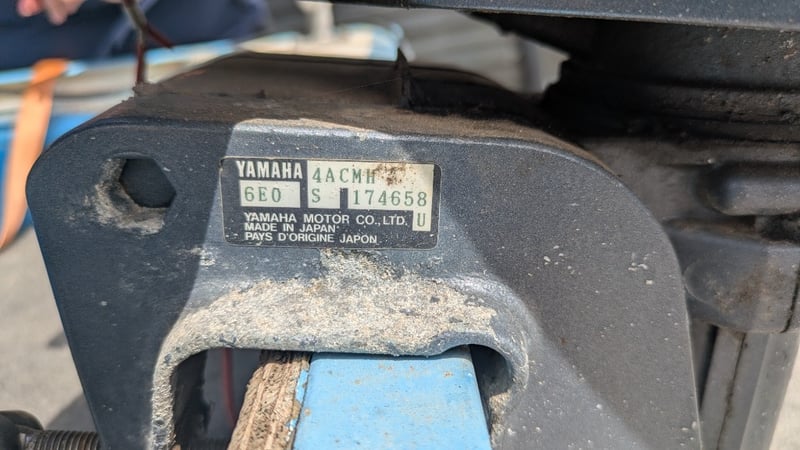 YAMAHA 4ACMH
6E0 S 174658
U
YAMAHA MOTOR CO., LTD.
MADE IN JAPAN
PAYS D'ORIGINE JAPON